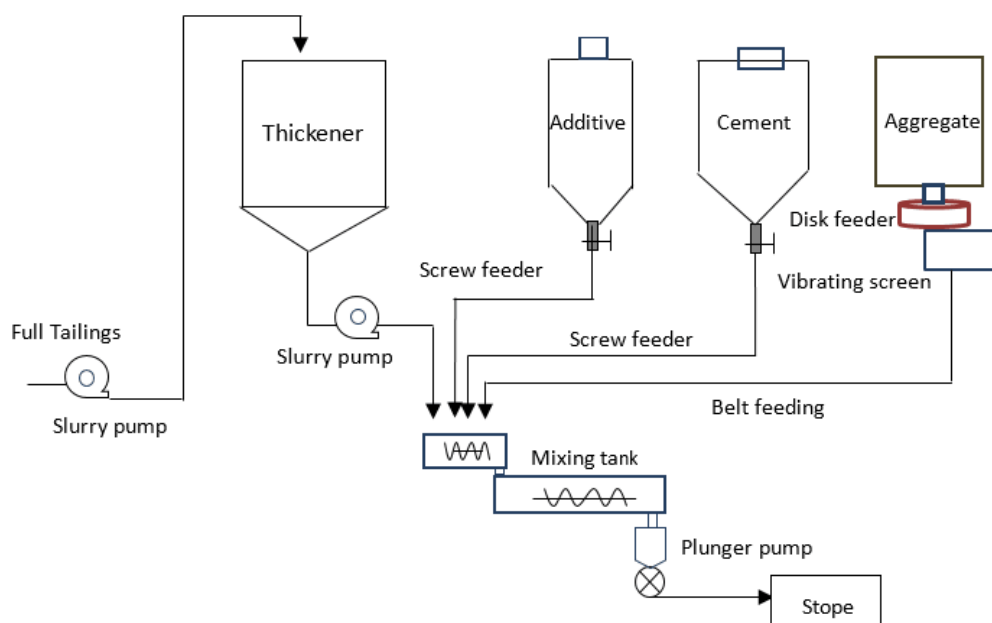 Thickener
Additive
Cement
Aggregate
Disk feeder
Screw feeder
Vibrating screen
Full Tailings
Slurry pump
Screw feeder
Slurry pump
Belt feeding
Mixing tank
Plunger pump
Stope